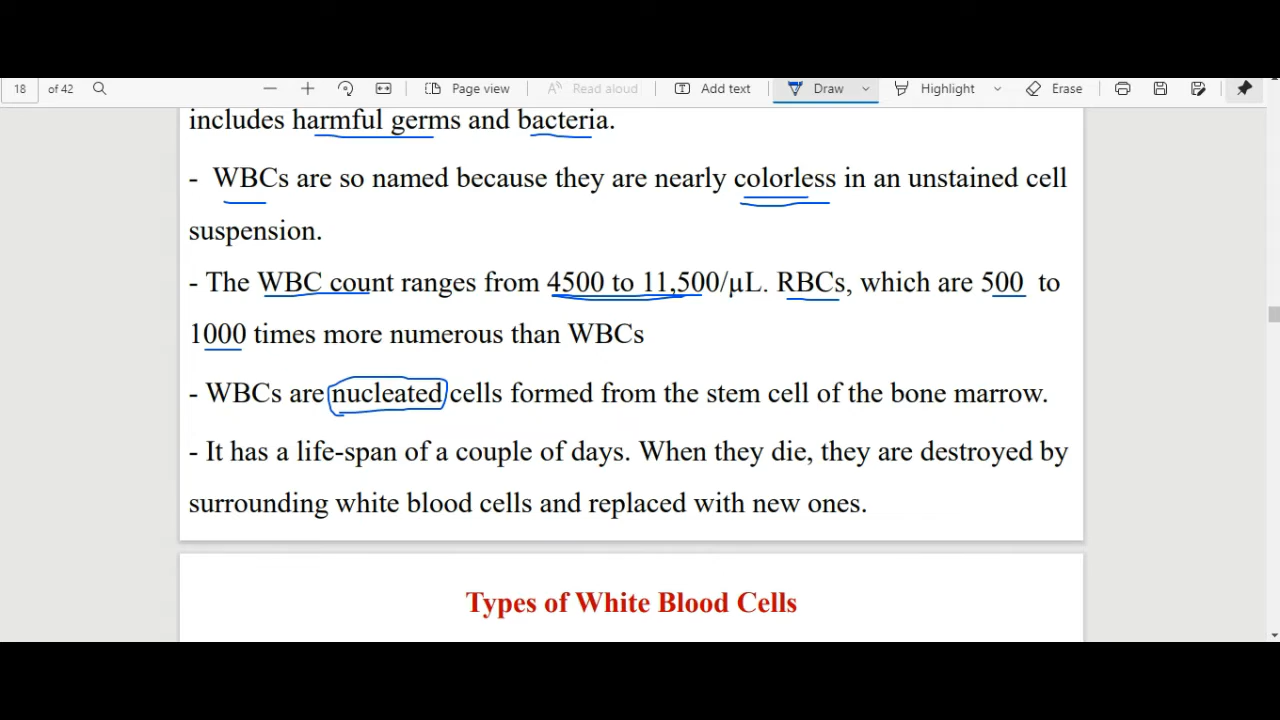 18 of 42 Page view Read aloud Add text Draw Highlight Erase
includes harmful germs and bacteria.
- WBCs are so named because they are nearly colorless in an unstained cell
suspension.
- The WBC count ranges from 4500 to 11,500/µL. RBCs, which are 500 to
1000 times more numerous than WBCs
- WBCs are nucleated cells formed from the stem cell of the bone marrow.
- It has a life-span of a couple of days. When they die, they are destroyed by
surrounding white blood cells and replaced with new ones.
Types of White Blood Cells